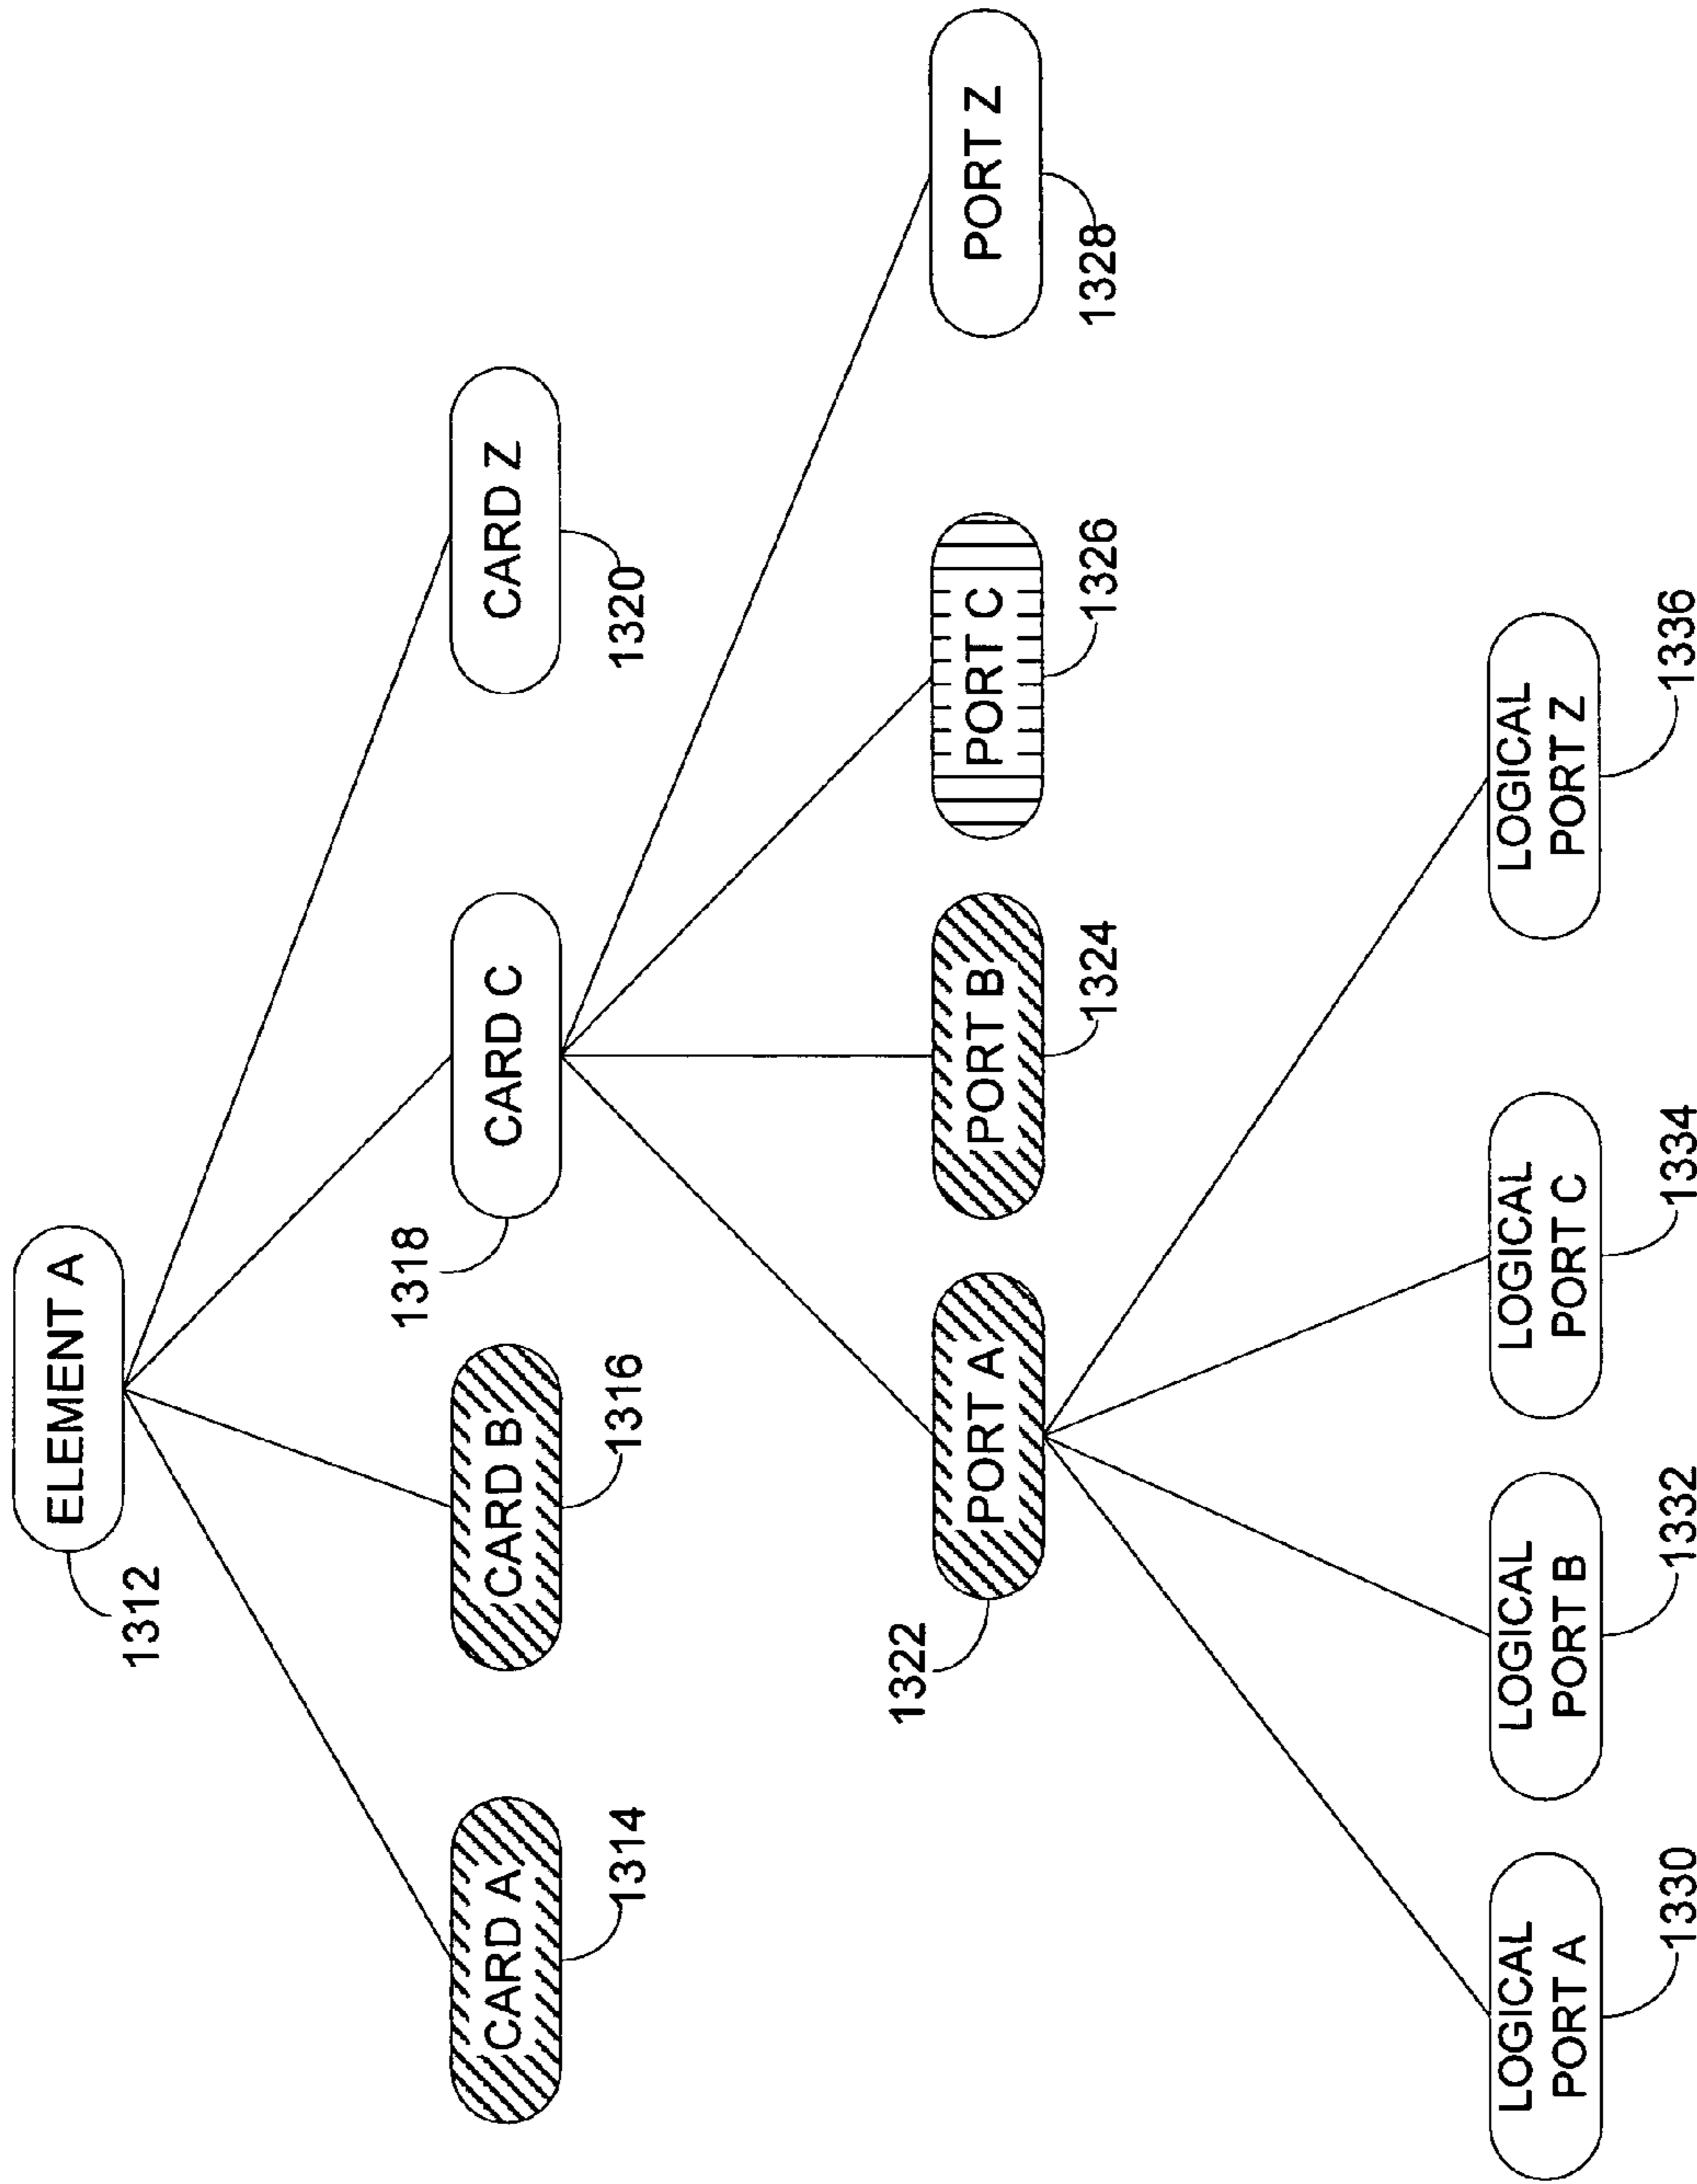 ELEMENT A
1312
CARD A
CARD B
CARD C
CARD Z
1314
1316
1318
1320
PORT A
PORT B
PORT C
PORT Z
1322
1324
1326
1328
LOGICAL
PORT A
LOGICAL
PORT B
LOGICAL
PORT C
LOGICAL
PORT Z
1330
1332
1334
1336